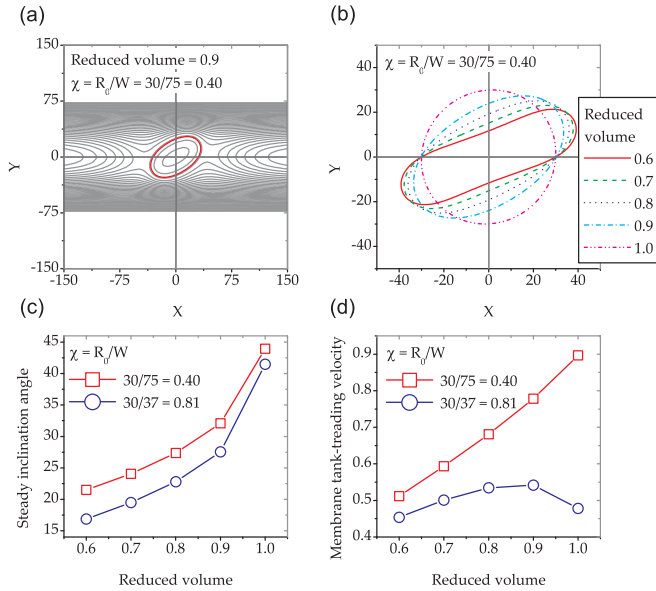 (a)
150
75
0
-75
-150
Y
Reduced volume = 0.9
χ = R₀/W = 30/75 = 0.40
-150 -75 0 75 150
X
(b)
40
20
0
-20
-40
Y
χ = R₀/W = 30/75 = 0.40
Reduced
volume
0.6
0.7
0.8
0.9
1.0
-40 -20 0 20 40
X
(c)
45
40
35
30
25
20
15
Steady inclination angle
χ = R₀/W
30/75 = 0.40
30/37 = 0.81
0.6 0.7 0.8 0.9 1.0
Reduced volume
(d)
0.9
0.8
0.7
0.6
0.5
0.4
Membrane tank-treading velocity
χ = R₀/W
30/75 = 0.40
30/37 = 0.81
0.6 0.7 0.8 0.9 1.0
Reduced volume